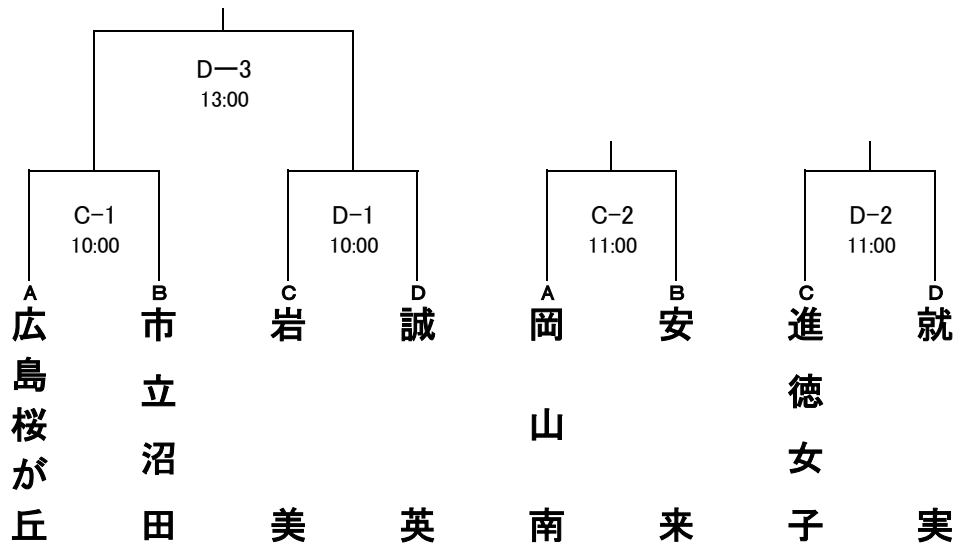 D—3
13:00
C-1
10:00
D-1
10:00
C-2
11:00
D-2
11:00
A
B
C
D
A
B
C
D
広島桜が丘
市立沼田
岩美
誠英
岡山南
安来
進徳女子
就実